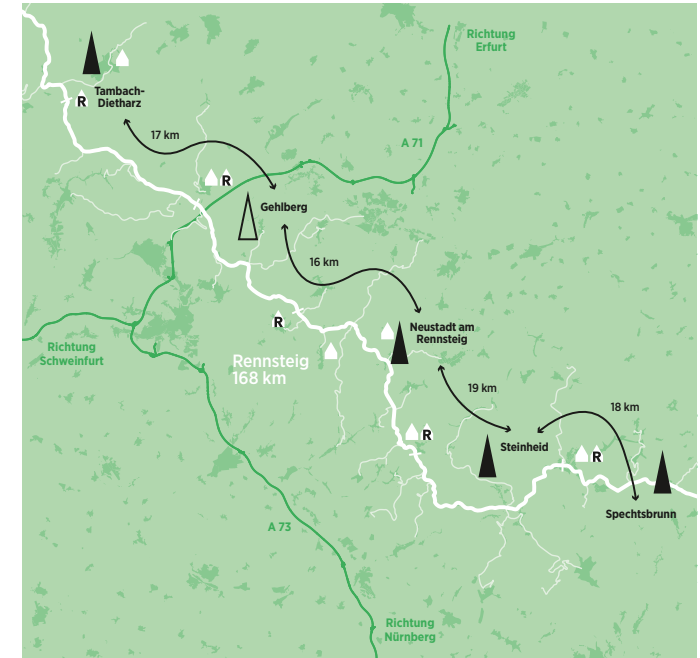 Richtung
Erfurt
Tambach-
Dietharz
R
17 km
A 71
R
Gehlberg
16 km
R
Neustadt am
Rennsteig
Richtung
Schweinfurt
Rennsteig
168 km
19 km
18 km
R
Steinheid
R
Spechtsbrunn
A 73
Richtung
Nürnberg